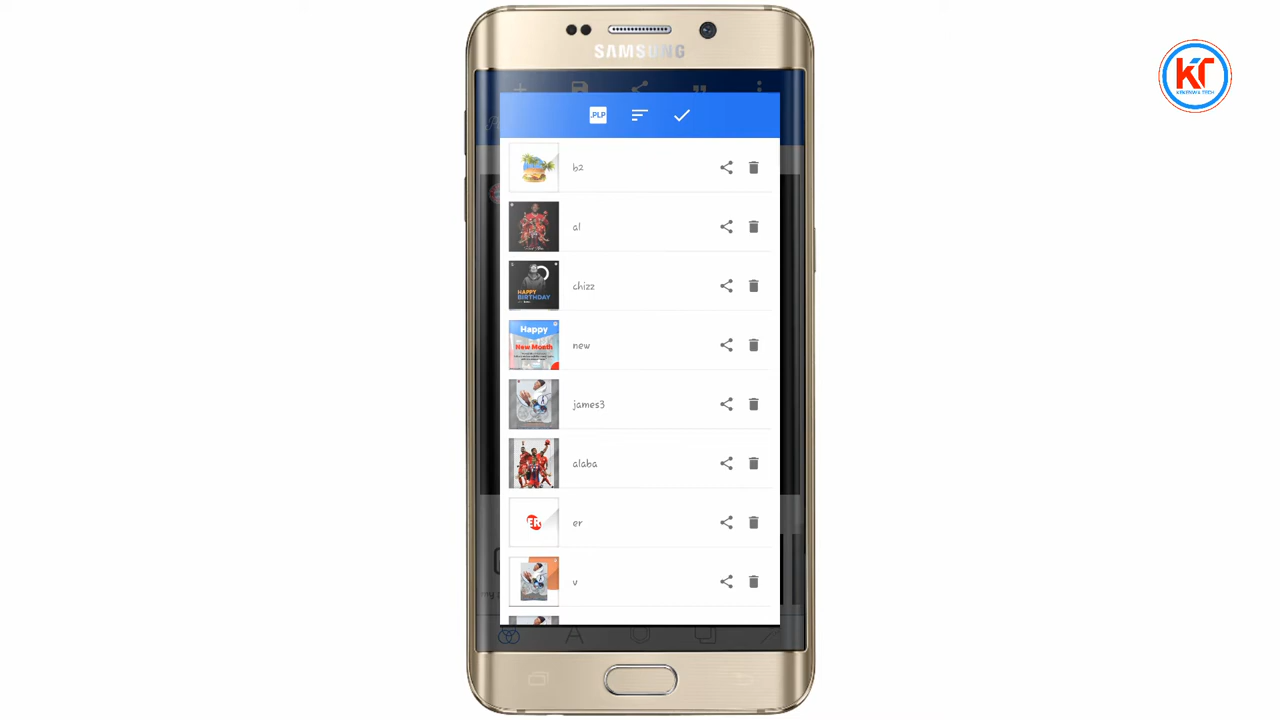 SAMSUNG
KT
.PLP
b2
al
chizz
HAPPY
BIRTHDAY
Happy
New Month
new
james3
alaba
ER
er
v